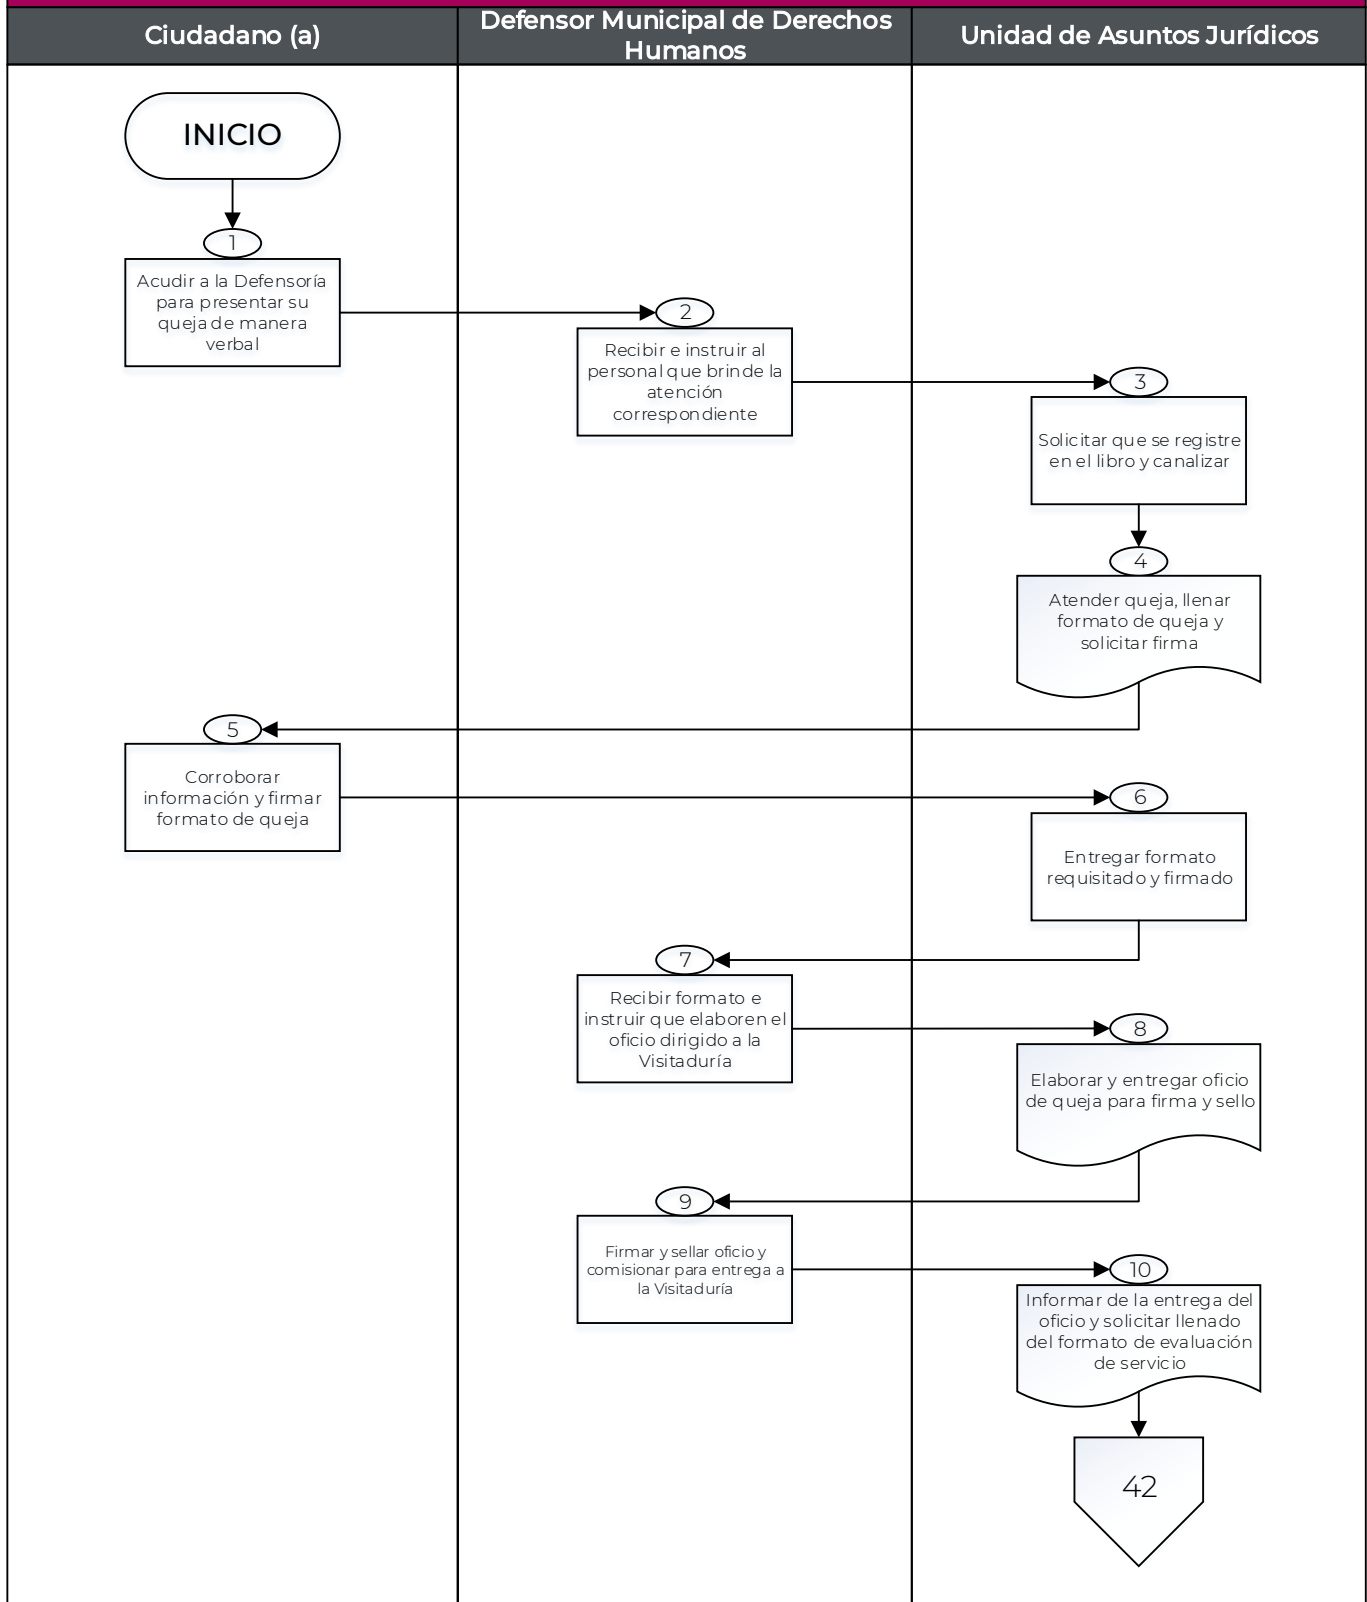 Ciudadano (a)
Defensor Municipal de Derechos
Humanos
Unidad de Asuntos Jurídicos
INICIO
1
Acudir a la Defensoría
para presentar su
queja de manera
verbal
2
Recibir e instruir al
personal que brinde la
atención
correspondiente
3
Solicitar que se registre
en el libro y canalizar
4
Atender queja, llenar
formato de queja y
solicitar firma
5
Corroborar
información y firmar
formato de queja
6
Entregar formato
requisitado y firmado
7
Recibir formato e
instruir que elaboren el
oficio dirigido a la
Visitaduría
8
Elaborar y entregar oficio
de queja para firma y sello
9
Firmar y sellar oficio y
comisionar para entrega a
la Visitaduría
10
Informar de la entrega del
oficio y solicitar llenado
del formato de evaluación
de servicio
42